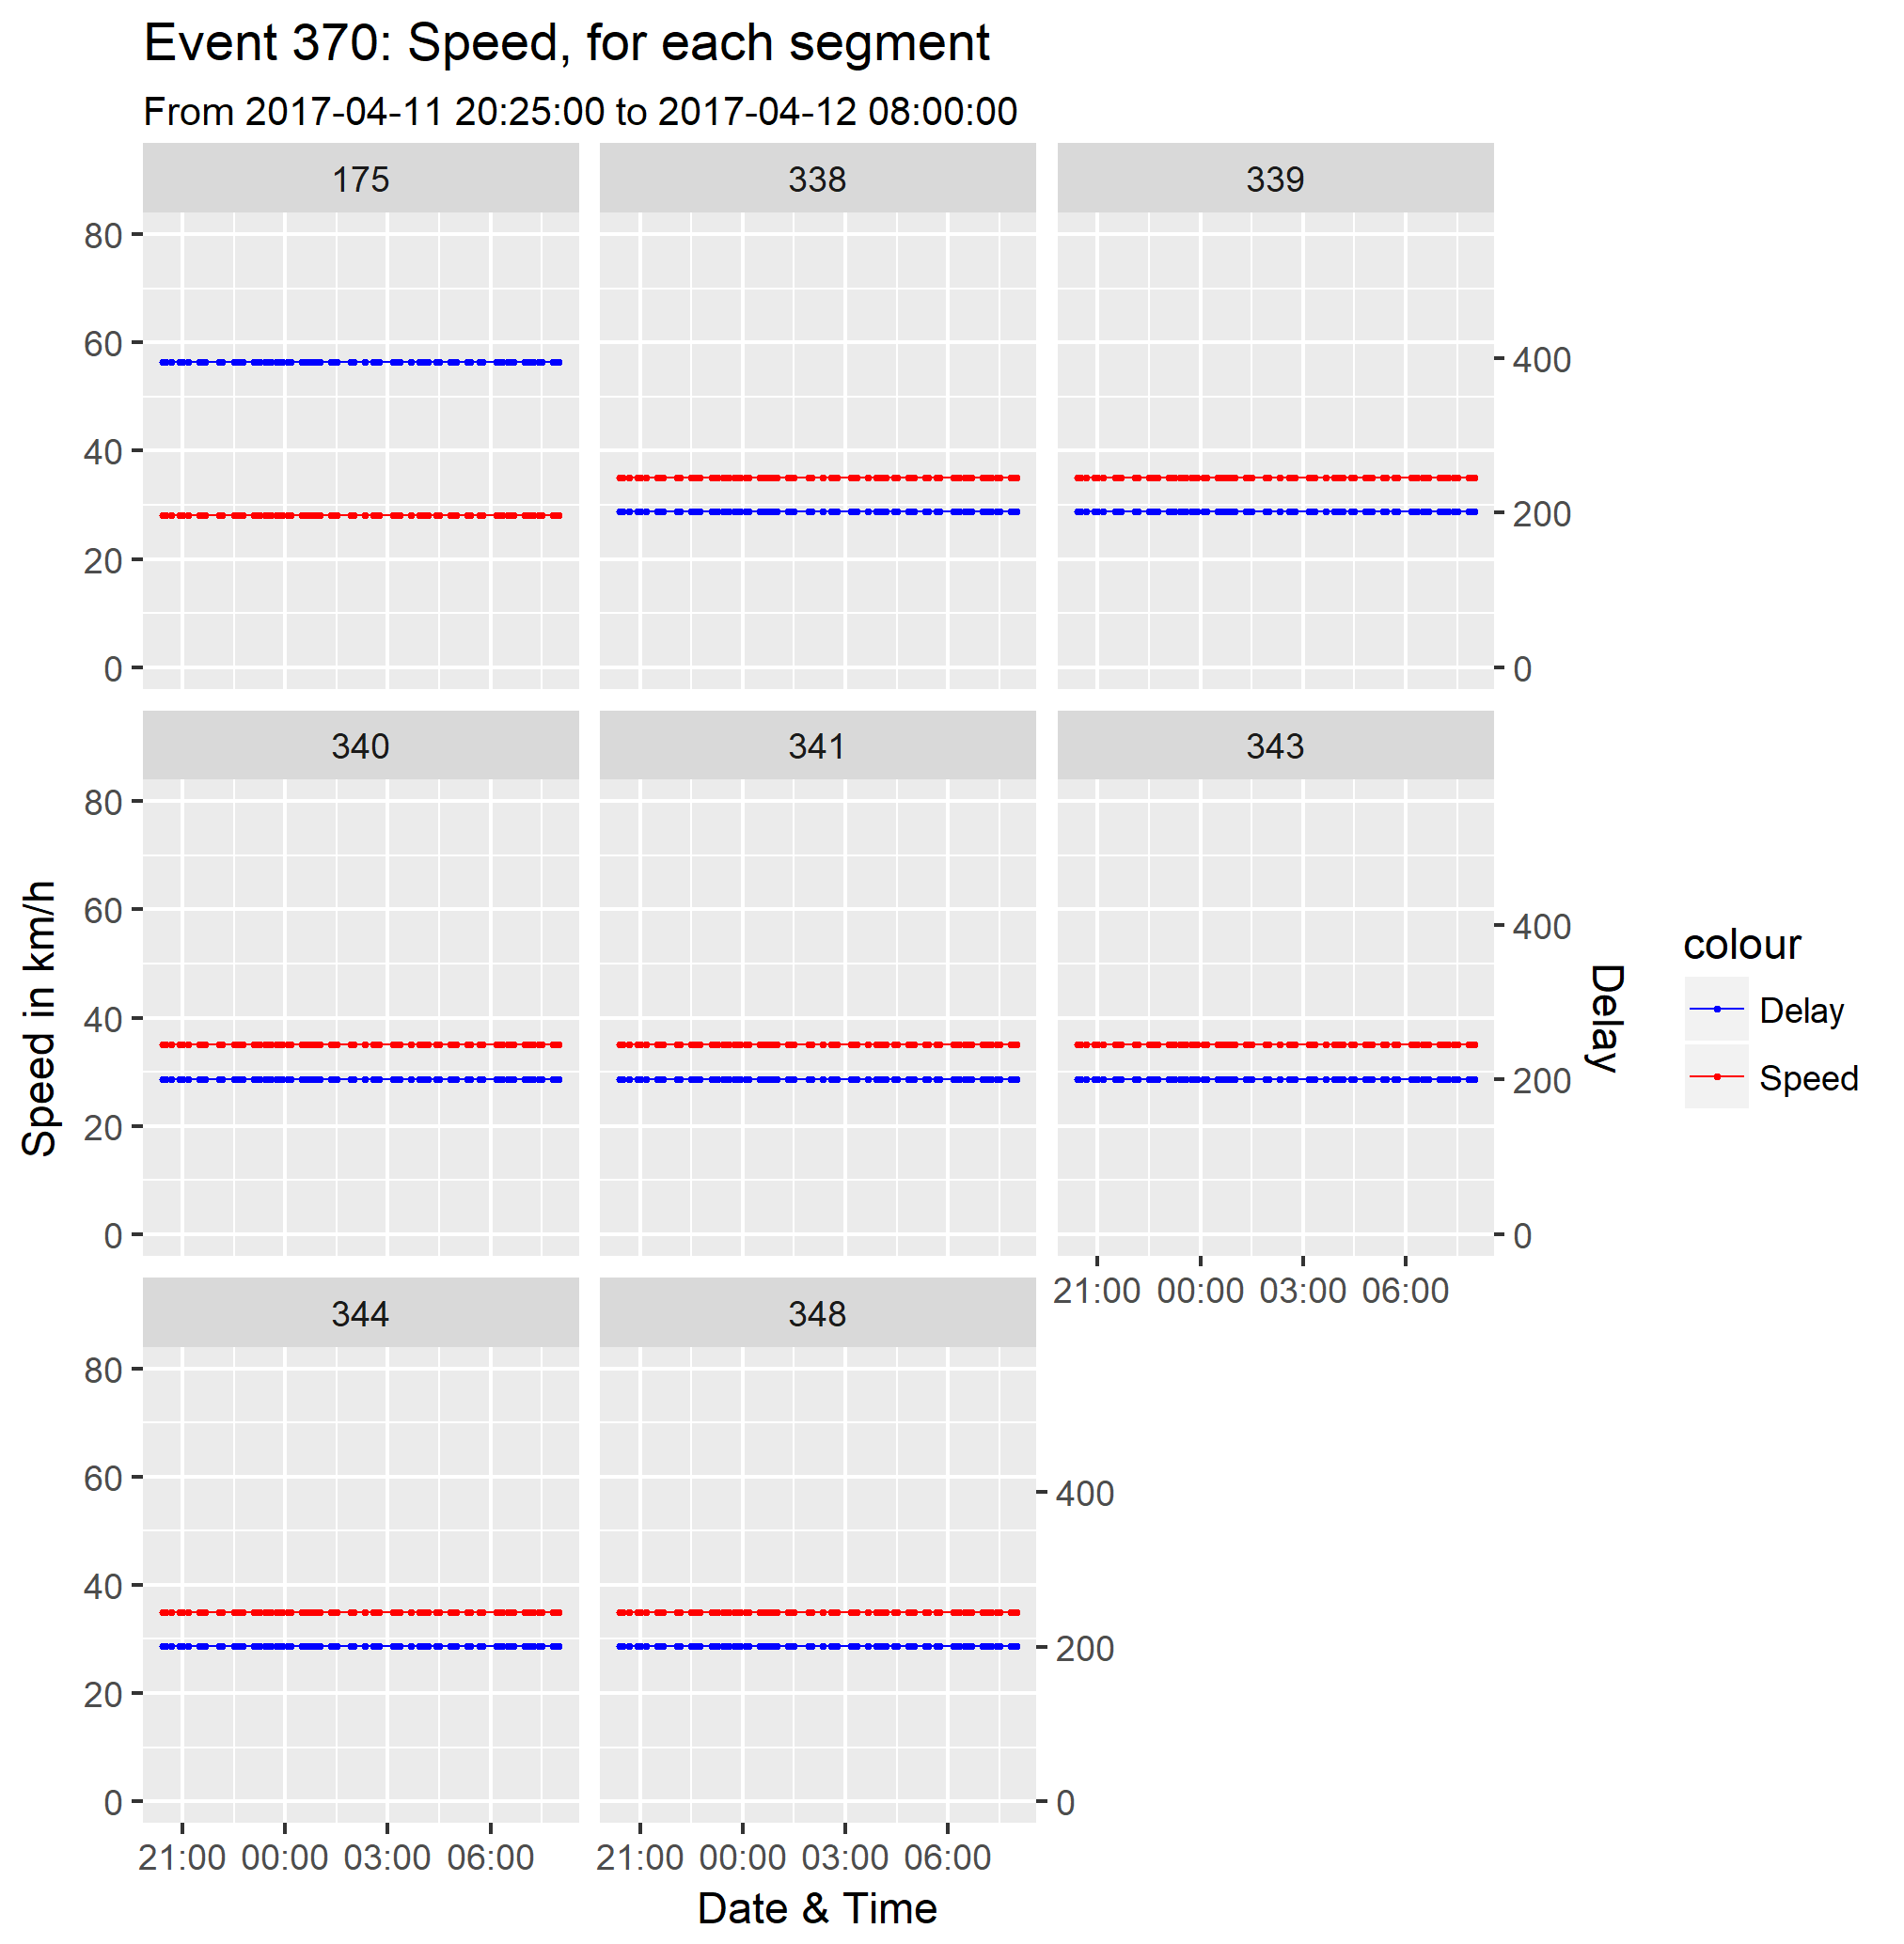 Event 370: Speed, for each segment
From 2017-04-11 20:25:00 to 2017-04-12 08:00:00
175 338 339
80
60
40
20
0
400
200
0
340 341 343
80
60
40
20
0
400
200
0
21:00 00:00 03:00 06:00
344 348
80
60
40
20
0
400
200
0
21:00 00:00 03:00 06:00 21:00 00:00 03:00 06:00
Date & Time
Speed in km/h
Delay
colour
Delay
Speed